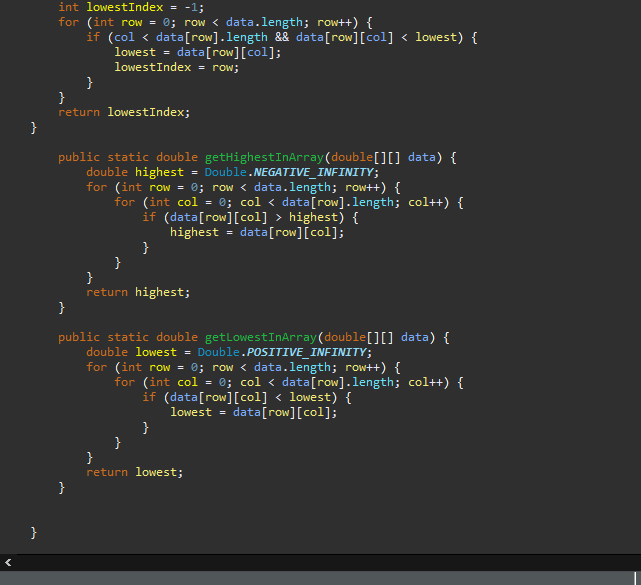 int lowestIndex = -1;
for (int row = 0; row < data.length; row++) {
if (col < data[row].length && data[row][col] < lowest) {
lowest = data[row][col];
lowestIndex = row;
}
}
return lowestIndex;
}
public static double getHighestInArray(double[][] data) {
double highest = Double.NEGATIVE_INFINITY;
for (int row = 0; row < data.length; row++) {
for (int col = 0; col < data[row].length; col++) {
if (data[row][col] > highest) {
highest = data[row][col];
}
}
}
return highest;
}
public static double getLowestInArray(double[][] data) {
double lowest = Double.POSITIVE_INFINITY;
for (int row = 0; row < data.length; row++) {
for (int col = 0; col < data[row].length; col++) {
if (data[row][col] < lowest) {
lowest = data[row][col];
}
}
}
return lowest;
}
}